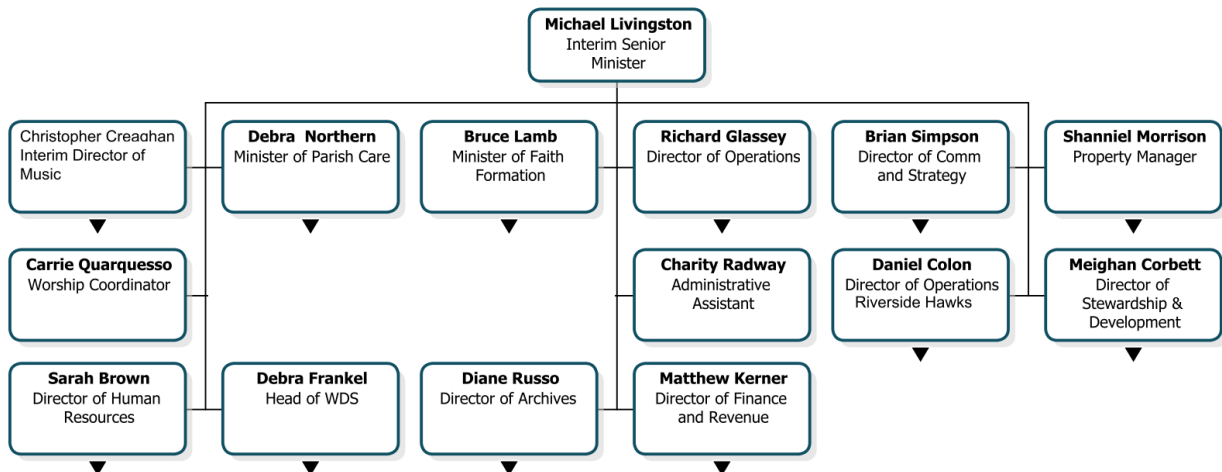 Michael Livingston
Interim Senior
Minister
Christopher Creaghan
Interim Director of
Music
Debra Northern
Minister of Parish Care
Bruce Lamb
Minister of Faith
Formation
Richard Glassey
Director of Operations
Brian Simpson
Director of Comm
and Strategy
Shanniel Morrison
Property Manager
Carrie Quarquesso
Worship Coordinator
Charity Radway
Administrative
Assistant
Daniel Colon
Director of Operations
Riverside Hawks
Meighan Corbett
Director of
Stewardship &
Development
Sarah Brown
Director of Human
Resources
Debra Frankel
Head of WDS
Diane Russo
Director of Archives
Matthew Kerner
Director of Finance
and Revenue